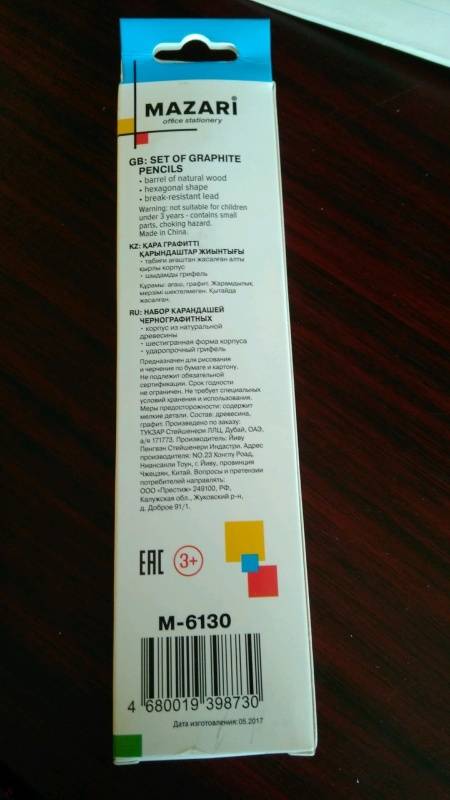 MAZARi
office stationery
GB: SET OF GRAPHITE
PENCILS
• barrel of natural wood
• hexagonal shape
• break-resistant lead
Warning: not suitable for children
under 3 years - contains small
parts, choking hazard.
Made in China.
KZ: ҚАРА ГРАФИТТІ
ҚАРЫНДАШТАР ЖИЫНТЫҒЫ
• табиғи ағаштан жасалған алты
қырлы корпус
• шыдамды грифель
Құрамы: ағаш, графит. Жарамдылық
мерзімі шектелмеген. Қытайда
жасалған.
RU: НАБОР КАРАНДАШЕЙ
ЧЕРНОГРАФИТНЫХ
• корпус из натуральной
древесины
• шестигранная форма корпуса
• ударопрочный грифель
Предназначен для рисования
и черчения по бумаге и картону.
Не подлежит обязательной
сертификации. Срок годности
не ограничен. Не требует специальных
условий хранения и использования.
Меры предосторожности: содержит
мелкие детали. Состав: древесина,
графит. Произведено по заказу:
ТУКЗАР Стейшенери ЛЛЦ, Дубай, ОАЭ,
а/я 171773. Производитель: Йиву
Пенгвэн Стейшенери Индастри. Адрес
производителя: NO.23 Конглу Роад,
Ниансанли Тоун, г. Йиву, провинция
Чжецзян, Китай. Вопросы и претензии
потребителей направлять:
ООО «Престиж» 249100, РФ,
Калужская обл., Жуковский р-н,
д. Доброе 91/1.
EAC 3+
M-6130
4 680019 398730
Дата изготовления: 05.2017